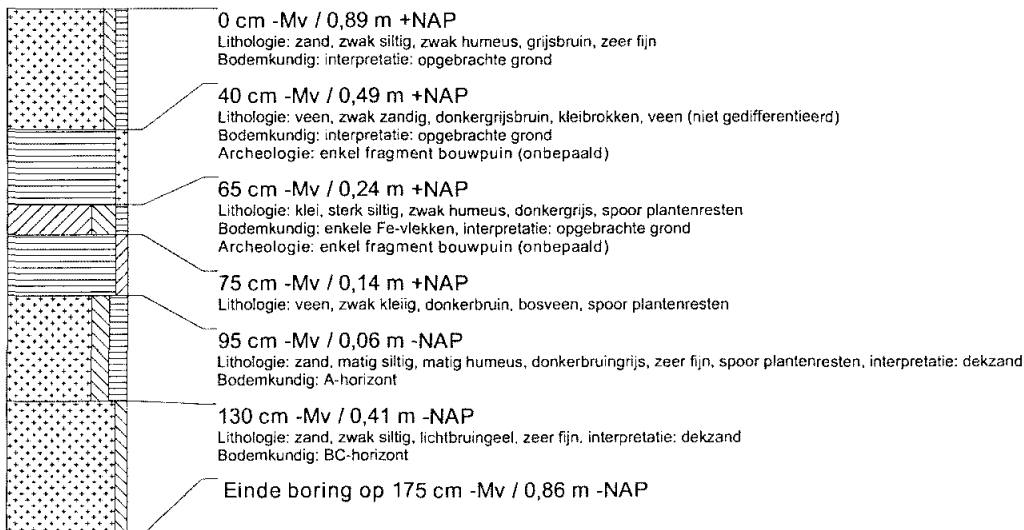 0 cm -Mv / 0,89 m +NAP
Lithologie: zand, zwak siltig, zwak humeus, grijsbruin, zeer fijn
Bodemkundig: interpretatie: opgebrachte grond
40 cm -Mv / 0,49 m +NAP
Lithologie: veen, zwak zandig, donkergrijsbruin, kleibrokken, veen (niet gedifferentieerd)
Bodemkundig: interpretatie: opgebrachte grond
Archeologie: enkel fragment bouwpuin (onbepaald)
65 cm -Mv / 0,24 m +NAP
Lithologie: klei, sterk siltig, zwak humeus, donkergrijs, spoor plantenresten
Bodemkundig: enkele Fe-vlekken, interpretatie: opgebrachte grond
Archeologie: enkel fragment bouwpuin (onbepaald)
75 cm -Mv / 0,14 m +NAP
Lithologie: veen, zwak kleiig, donkerbruin, bosveen, spoor plantenresten
95 cm -Mv / 0,06 m -NAP
Lithologie: zand, matig siltig, matig humeus, donkerbruingrijs, zeer fijn, spoor plantenresten, interpretatie: dekzand
Bodemkundig: A-horizont
130 cm -Mv / 0,41 m -NAP
Lithologie: zand, zwak siltig, lichtbruingeel, zeer fijn, interpretatie: dekzand
Bodemkundig: BC-horizont
Einde boring op 175 cm -Mv / 0,86 m -NAP